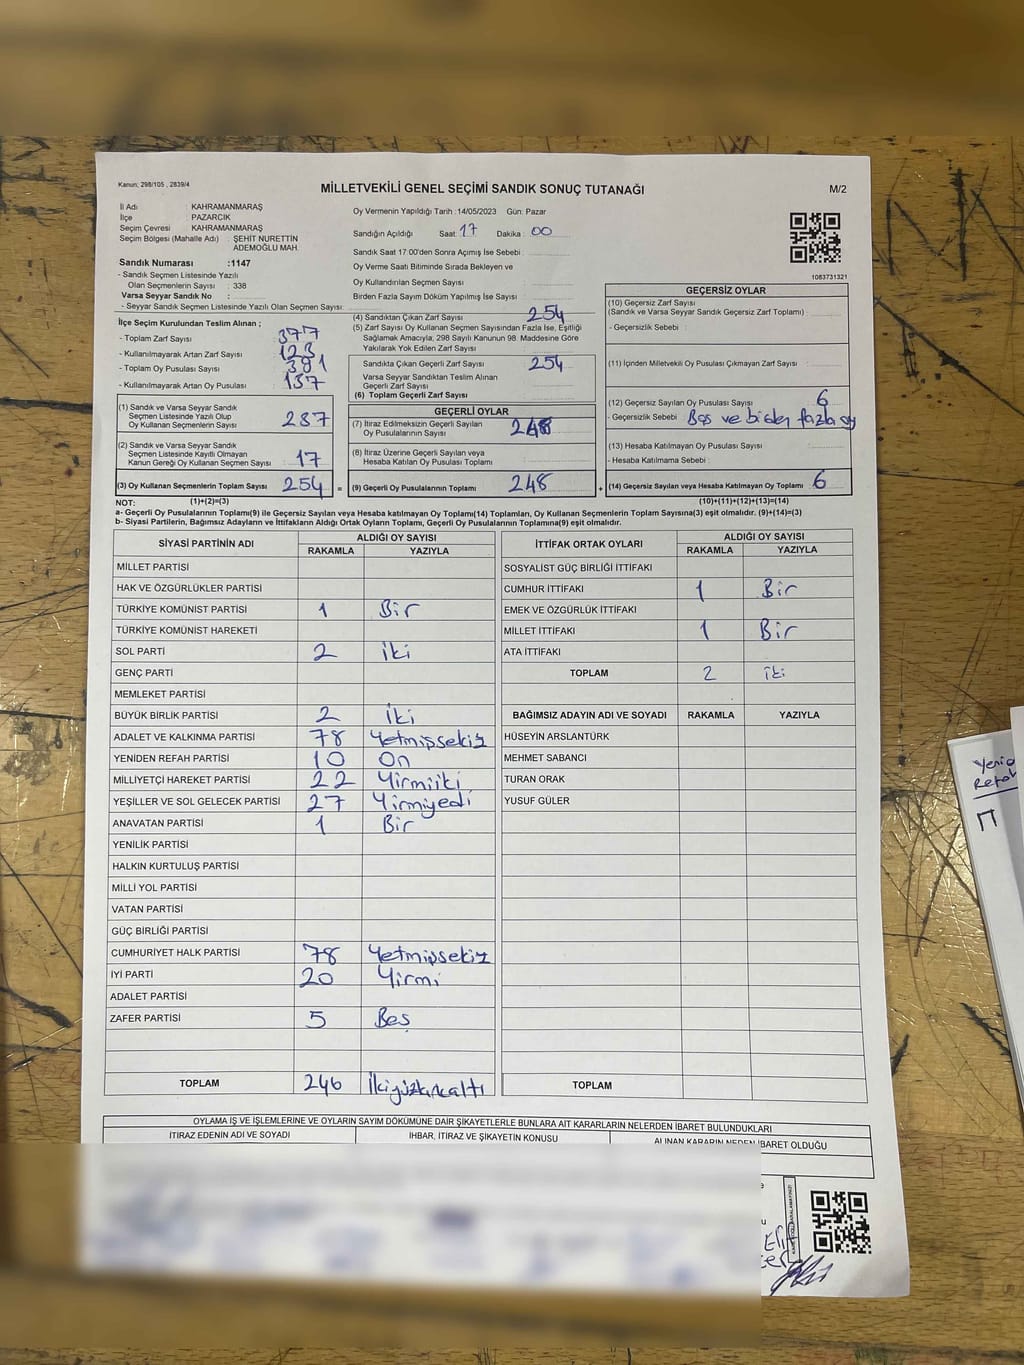 Kanun; 298/105 , 2839/4
MİLLETVEKİLİ GENEL SEÇİMİ SANDIK SONUÇ TUTANAĞI
M/2
İl Adı : KAHRAMANMARAŞ
İlçe : PAZARCIK
Seçim Çevresi : KAHRAMANMARAŞ
Seçim Bölgesi (Mahalle Adı) : ŞEHİT NURETTİN
ADEMOĞLU MAH.
Sandık Numarası :1147
- Sandık Seçmen Listesinde Yazılı
Olan Seçmenlerin Sayısı : 338
Varsa Seyyar Sandık No :
- Seyyar Sandık Seçmen Listesinde Yazılı Olan Seçmen Sayısı:
Oy Vermenin Yapıldığı Tarih :14/05/2023 Gün: Pazar
Sandığın Açıldığı Saat: 17 Dakika : 00
Sandık Saat 17.00'den Sonra Açılmış İse Sebebi :
Oy Verme Saati Bitiminde Sırada Bekleyen ve
Oy Kullandırılan Seçmen Sayısı :
Birden Fazla Sayım Döküm Yapılmış İse Sayısı :
1083731321
İlçe Seçim Kurulundan Teslim Alınan ;
- Toplam Zarf Sayısı : 377
- Kullanılmayarak Artan Zarf Sayısı : 123
- Toplam Oy Pusulası Sayısı : 391
- Kullanılmayarak Artan Oy Pusulası : 137
(4) Sandıktan Çıkan Zarf Sayısı : 254
(5) Zarf Sayısı Oy Kullanan Seçmen Sayısından Fazla İse, Eşitliği
Sağlamak Amacıyla; 298 Sayılı Kanunun 98. Maddesine Göre
Yakılarak Yok Edilen Zarf Sayısı :
Sandıkta Çıkan Geçerli Zarf Sayısı : 254
Varsa Seyyar Sandıktan Teslim Alınan
Geçerli Zarf Sayısı :
(6) Toplam Geçerli Zarf Sayısı :
GEÇERSİZ OYLAR
(10) Geçersiz Zarf Sayısı
(Sandık ve Varsa Seyyar Sandık Geçersiz Zarf Toplamı) :
- Geçersizlik Sebebi :
(11) İçinden Milletvekili Oy Pusulası Çıkmayan Zarf Sayısı :
(12) Geçersiz Sayılan Oy Pusulası Sayısı : 6
- Geçersizlik Sebebi : Boş ve birden fazla oy
(13) Hesaba Katılmayan Oy Pusulası Sayısı :
- Hesaba Katılmama Sebebi :
(14) Geçersiz Sayılan veya Hesaba Katılmayan Oy Toplamı : 6
(1) Sandık ve Varsa Seyyar Sandık
Seçmen Listesinde Yazılı Olup
Oy Kullanan Seçmenlerin Sayısı : 237
(2) Sandık ve Varsa Seyyar Sandık
Seçmen Listesinde Kayıtlı Olmayan
Kanun Gereği Oy Kullanan Seçmen Sayısı : 17
(3) Oy Kullanan Seçmenlerin Toplam Sayısı : 254 =
GEÇERLİ OYLAR
(7) İtiraz Edilmeksizin Geçerli Sayılan
Oy Pusulalarının Sayısı : 248
(8) İtiraz Üzerine Geçerli Sayılan veya
Hesaba Katılan Oy Pusulası Toplamı :
(9) Geçerli Oy Pusulalarının Toplamı : 248 +
NOT: (1)+(2)=(3) (10)+(11)+(12)+(13)=(14)
a- Geçerli Oy Pusulasının Toplamı(9) ile Geçersiz Sayılan veya Hesaba katılmayan Oy Toplamı(14) Toplamları, Oy Kullanan Seçmenlerin Toplam Sayısına(3) eşit olmalıdır. (9)+(14)=(3)
b- Siyasi Partilerin, Bağımsız Adayların ve İttifakların Aldığı Ortak Oyların Toplamı, Geçerli Oy Pusulalarının Toplamına(9) eşit olmalıdır.
SİYASİ PARTİNİN ADI ALDIĞI OY SAYISI
RAKAMLA YAZIYLA
MİLLET PARTİSİ
HAK VE ÖZGÜRLÜKLER PARTİSİ
TÜRKİYE KOMÜNİST PARTİSİ 1 Bir
TÜRKİYE KOMÜNİST HAREKETİ
SOL PARTİ 2 iki
GENÇ PARTİ
MEMLEKET PARTİSİ
BÜYÜK BİRLİK PARTİSİ 2 İki
ADALET VE KALKINMA PARTİSİ 78 Yetmişsekiz
YENİDEN REFAH PARTİSİ 10 On
MİLLİYETÇİ HAREKET PARTİSİ 22 Yirmiiki
YEŞİLLER VE SOL GELECEK PARTİSİ 27 Yirmiyedi
ANAVATAN PARTİSİ 1 Bir
YENİLİK PARTİSİ
HALKIN KURTULUŞ PARTİSİ
MİLLİ YOL PARTİSİ
VATAN PARTİSİ
GÜÇ BİRLİĞİ PARTİSİ
CUMHURİYET HALK PARTİSİ 78 Yetmişsekiz
İYİ PARTİ 20 Yirmi
ADALET PARTİSİ
ZAFER PARTİSİ 5 Beş
TOPLAM 246 İkiyüzkırkaltı
İTTİFAK ORTAK OYLARI ALDIĞI OY SAYISI
RAKAMLA YAZIYLA
SOSYALİST GÜÇ BİRLİĞİ İTTİFAKI
CUMHUR İTTİFAKI 1 Bir
EMEK VE ÖZGÜRLÜK İTTİFAKI
MİLLET İTTİFAKI 1 Bir
ATA İTTİFAKI
TOPLAM 2 iki
BAĞIMSIZ ADAYIN ADI VE SOYADI RAKAMLA YAZIYLA
HÜSEYİN ARSLANTÜRK
MEHMET SABANCI
TURAN ORAK
YUSUF GÜLER
TOPLAM
OYLAMA İŞ VE İŞLEMLERİNE VE OYLARIN SAYIM DÖKÜMÜNE DAİR ŞİKAYETLERLE BUNLARA AİT KARARLARIN NELERDEN İBARET BULUNDUKLARI
İTİRAZ EDENİN ADI VE SOYADI İHBAR, İTİRAZ VE ŞİKAYETİN KONUSU ALINAN KARARIN NEDEN İBARET OLDUĞU
Yenid
Refah